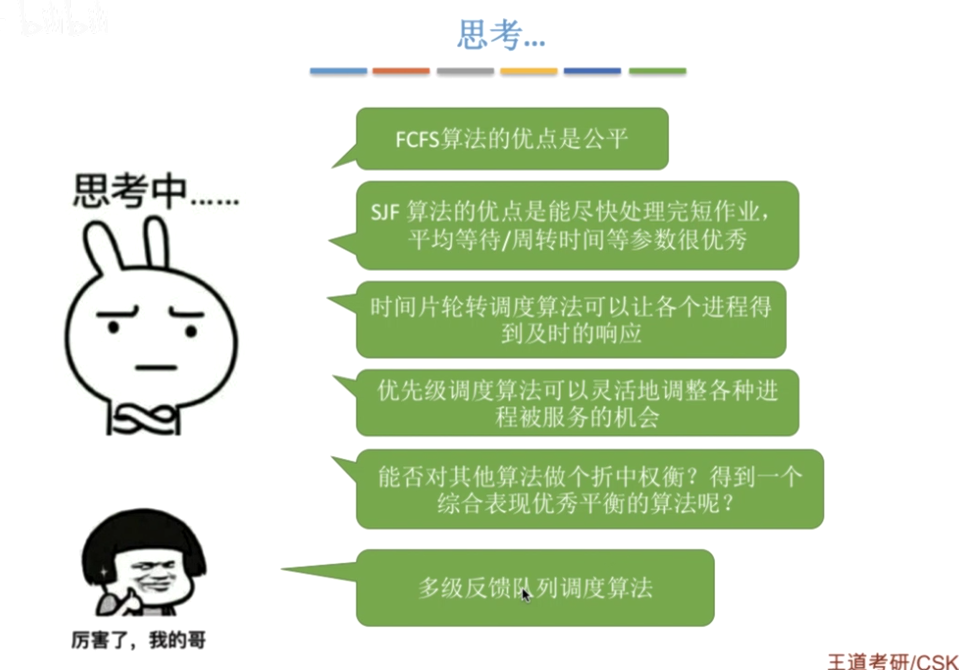 思考...
FCFS算法的优点是公平
思考中......
SJF 算法的优点是能尽快处理完短作业，
平均等待/周转时间等参数很优秀
时间片轮转调度算法可以让各个进程得
到及时的响应
优先级调度算法可以灵活地调整各种进
程被服务的机会
能否对其他算法做个折中权衡？得到一个
综合表现优秀平衡的算法呢？
多级反馈队列调度算法
厉害了，我的哥
王道考研/CSK